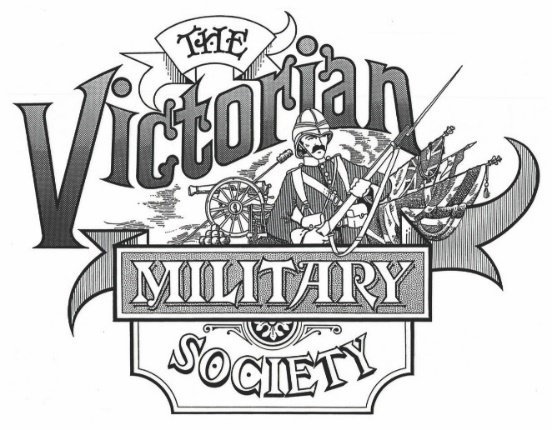 THE
Victorian
MILITARY
SOCIETY